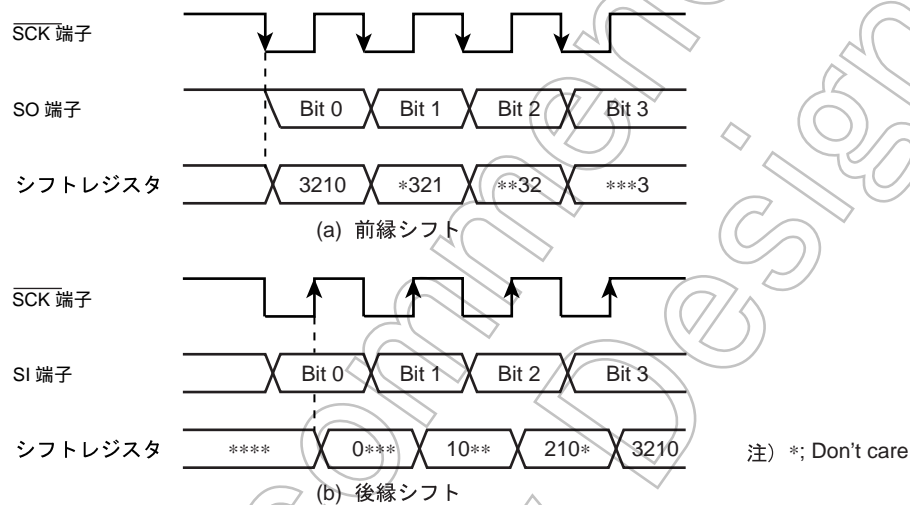 SCK 端子
SO 端子 Bit 0 Bit 1 Bit 2 Bit 3
シフトレジスタ 3210 *321 **32 ***3
(a) 前縁シフト
SCK 端子
SI 端子 Bit 0 Bit 1 Bit 2 Bit 3
シフトレジスタ **** 0*** 10** 210* 3210 注) *; Don't care
(b) 後縁シフト